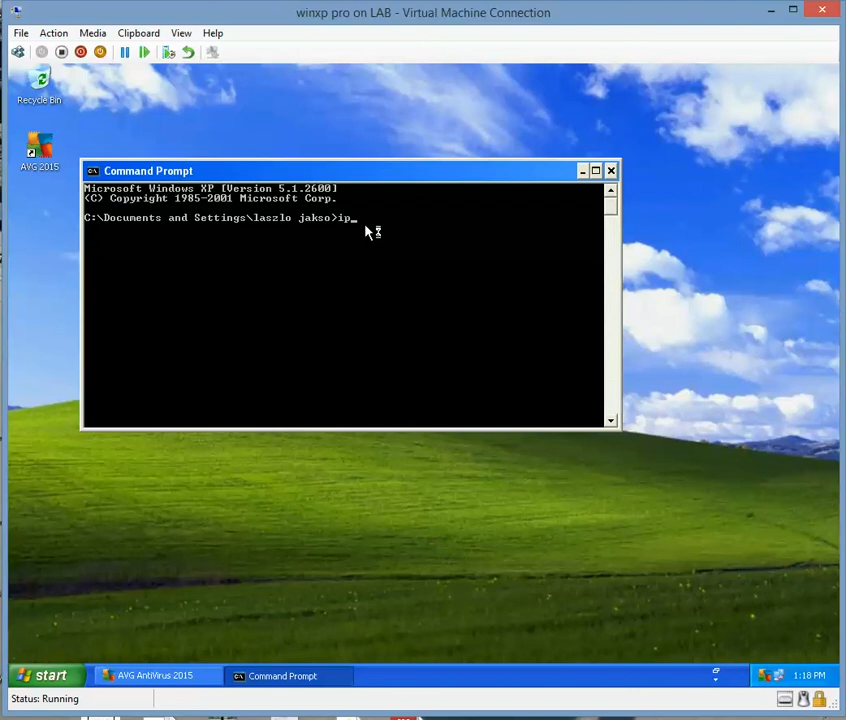 winxp pro on LAB - Virtual Machine Connection
File Action Media Clipboard View Help
Recycle Bin
AVG 2015
Command Prompt
Microsoft Windows XP [Version 5.1.2600]
(C) Copyright 1985-2001 Microsoft Corp.
C:\Documents and Settings\laszlo jakso>ip_
start AVG AntiVirus 2015 Command Prompt 1:18 PM
Status: Running